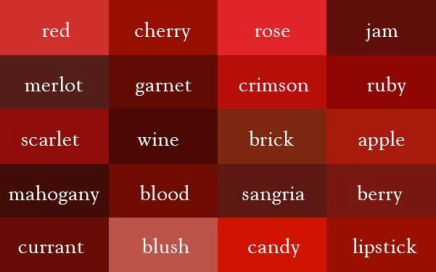 red cherry rose jam
merlot garnet crimson ruby
scarlet wine brick apple
mahogany blood sangria berry
currant blush candy lipstick